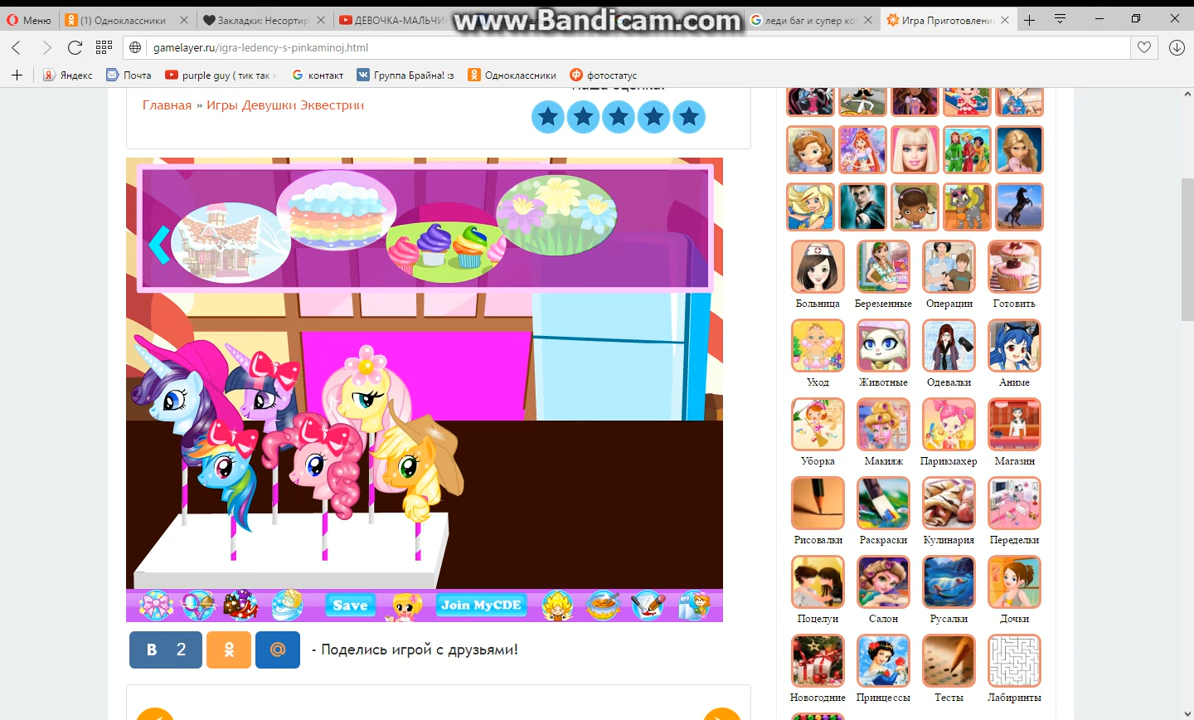 www.Bandicam.com
Меню
(1) Одноклассники
Закладки: Несортир
ДЕВОЧКА-МАЛЬЧИ
леди баг и супер ко
Игра Приготовлени
gamelayer.ru/igra-ledency-s-pinkaminoj.html
Яндекс
Почта
purple guy ( тик так
контакт
Группа Брайна! :з
Одноклассники
фотостатус
Главная » Игры Девушки Эквестрии
Save
Join MyCDE
B 2
- Поделись игрой с друзьями!
Больница
Беременные
Операции
Готовить
Уход
Животные
Одевалки
Аниме
Уборка
Макияж
Парикмахер
Магазин
Рисовалки
Раскраски
Кулинария
Переделки
Поцелуи
Салон
Русалки
Дочки
Новогодние
Принцессы
Тесты
Лабиринты